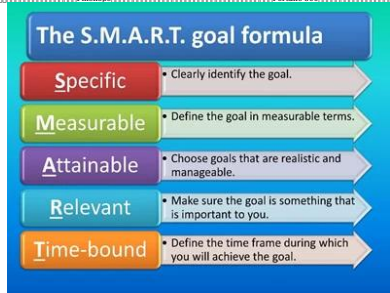 The S.M.A.R.T. goal formula
Specific
• Clearly identify the goal.
Measurable
• Define the goal in measurable terms.
Attainable
• Choose goals that are realistic and
manageable.
Relevant
• Make sure the goal is something that
is important to you.
Time-bound
• Define the time frame during which
you will achieve the goal.